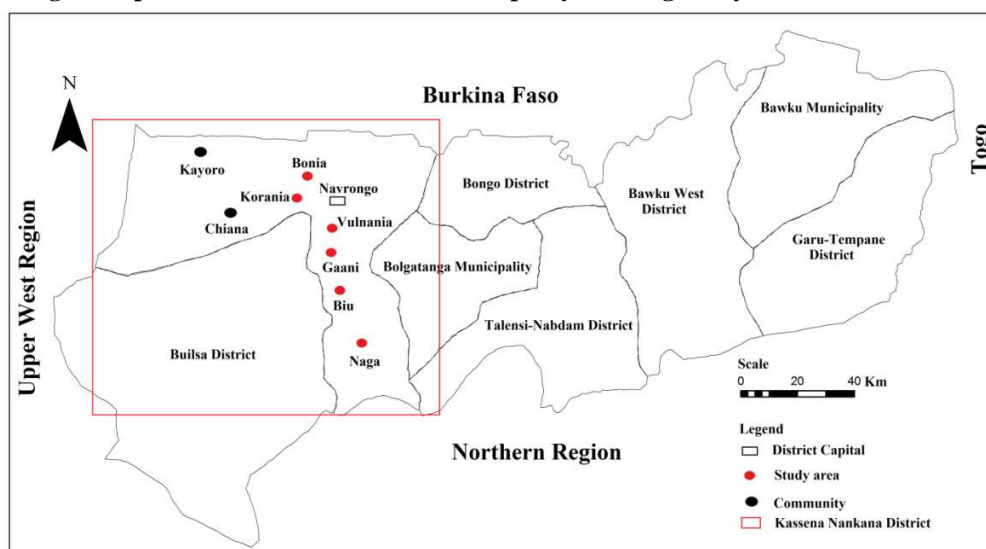 N
Burkina Faso
Bawku Municipality
Togo
Kayoro
Bonia
Navrongo
Korania
Bongo District
Bawku West
District
Chiana
Vulnania
Garu-Tempane
District
Gaani
Bolgatanga Municipality
Upper West Region
Biu
Talensi-Nabdam District
Builsa District
Naga
Scale
0 20 40 Km
Northern Region
Legend
District Capital
Study area
Community
Kassena Nankana District